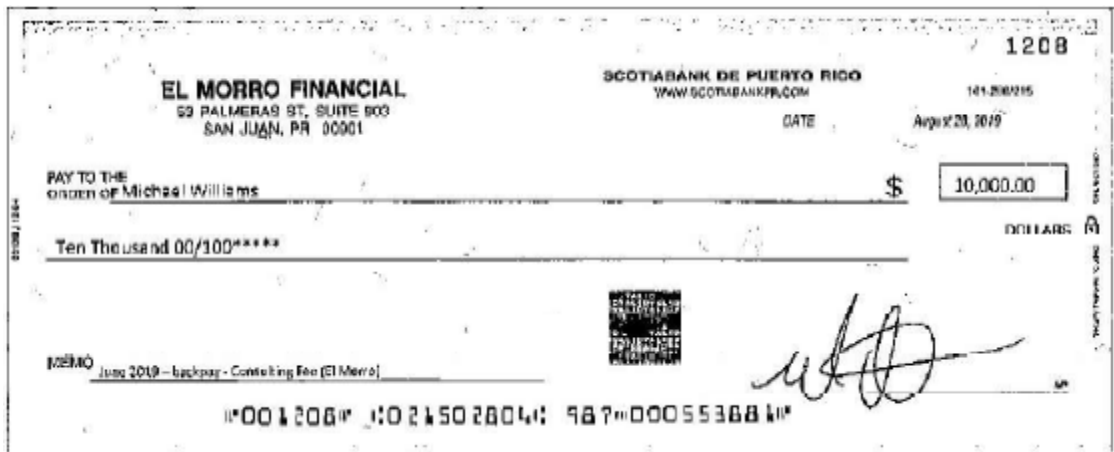 1208
EL MORRO FINANCIAL
SCOTIABANK DE PUERTO RICO
WWW.SCOTIABANKPR.COM
59 PALMERAS ST, SUITE 903
SAN JUAN, PR 00901
DATE August 20, 2019
PAY TO THE
ORDER OF Michael Williams $ 10,000.00
DOLLARS
Ten Thousand 00/100*****
MEMO June 2019 – backpay - Consulting Fee (El Morro)